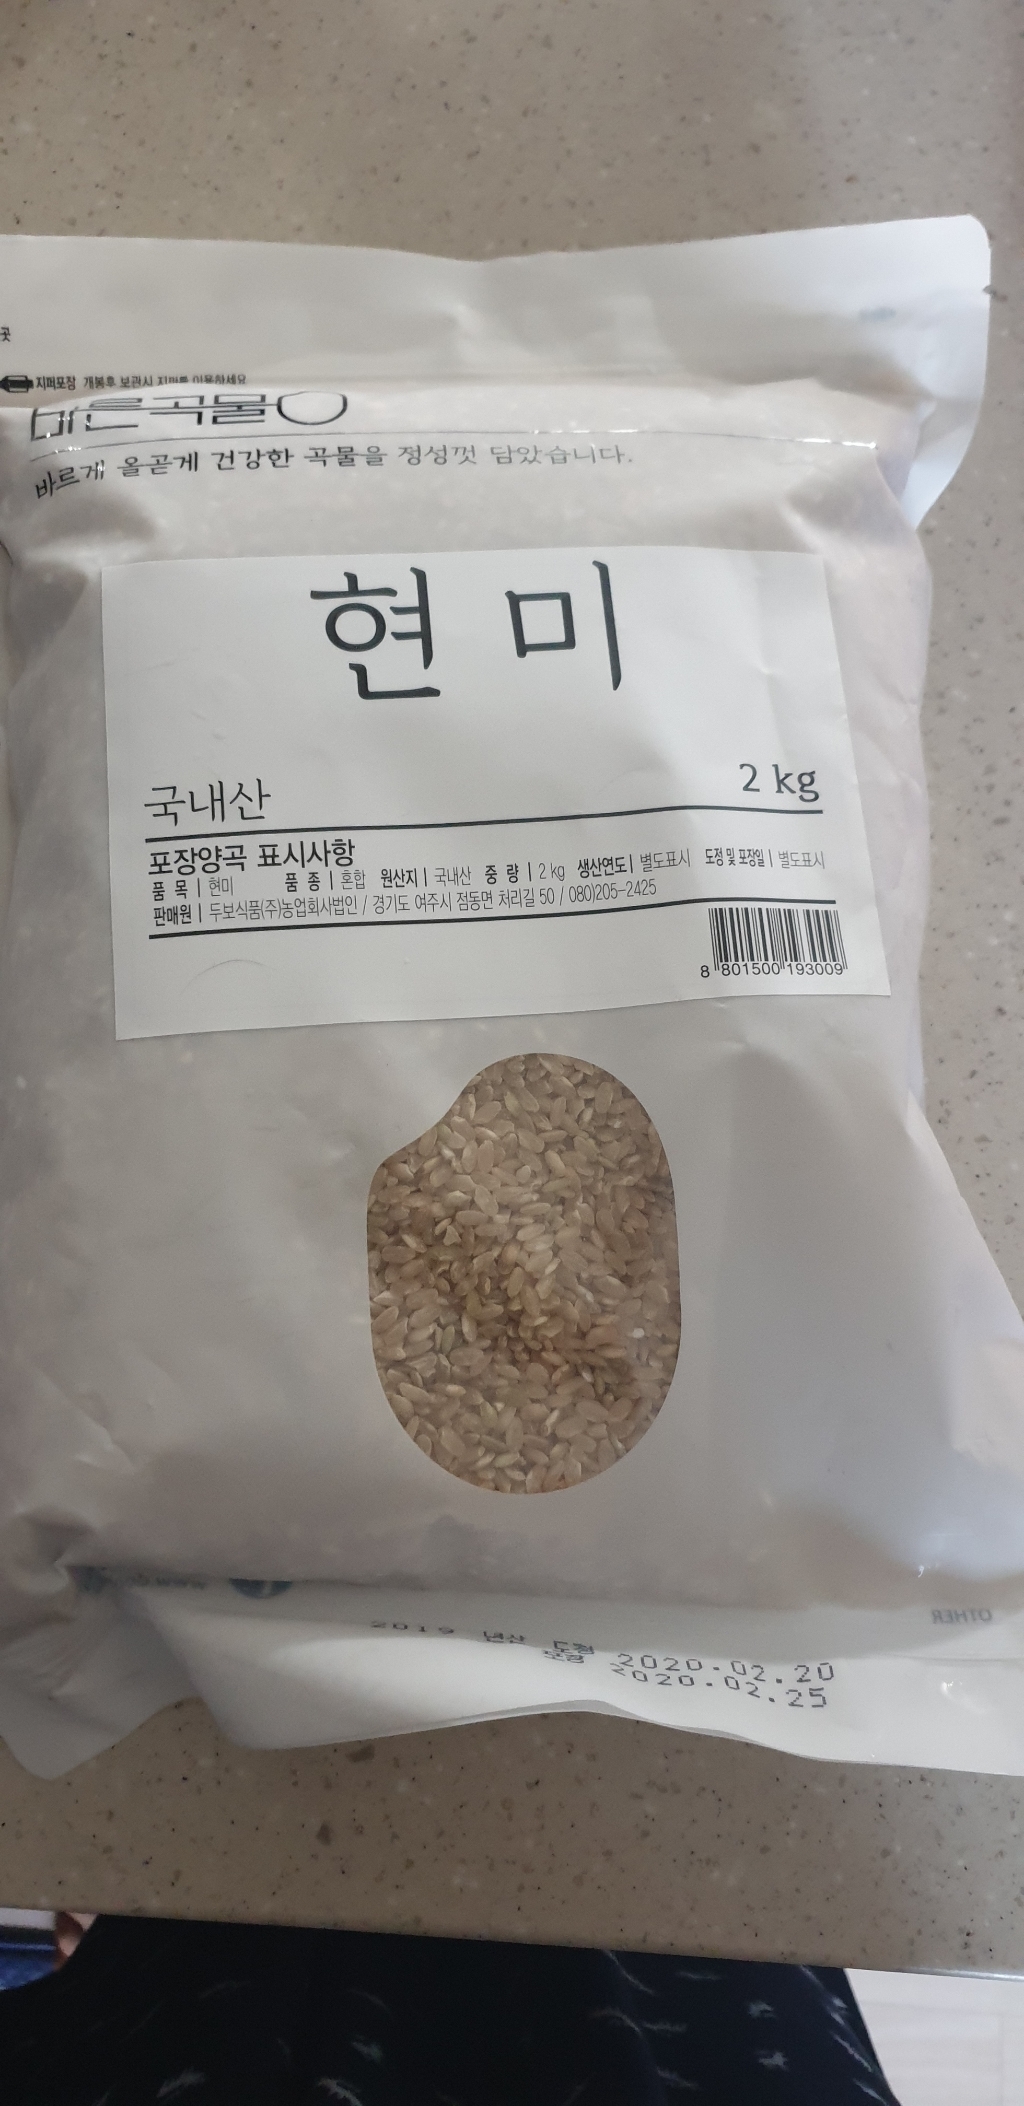 곳
지퍼포장 개봉후 보관시 지퍼를 이용하세요
바른곡물
바르게 올곧게 건강한 곡물을 정성껏 담았습니다.
현미
국내산 2 kg
포장양곡 표시사항
품 목 | 현미 품 종 | 혼합 원산지 | 국내산 중 량 | 2 kg 생산연도 | 별도표시 도정 및 포장일 | 별도표시
판매원 | 두보식품(주)농업회사법인 / 경기도 여주시 점동면 처리길 50 / 080)205-2425
8 801500 193009
OTHER
2019 년산 도정 2020.02.20
포장 2020.02.25